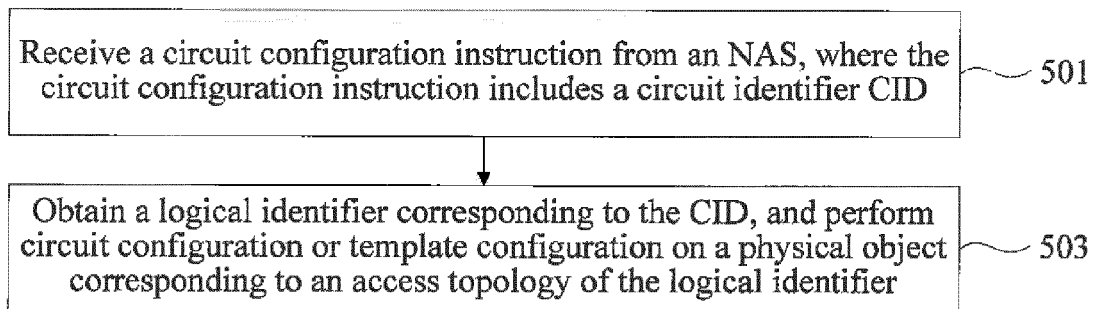 Receive a circuit configuration instruction from an NAS, where the
circuit configuration instruction includes a circuit identifier CID
501
Obtain a logical identifier corresponding to the CID, and perform
circuit configuration or template configuration on a physical object
corresponding to an access topology of the logical identifier
503